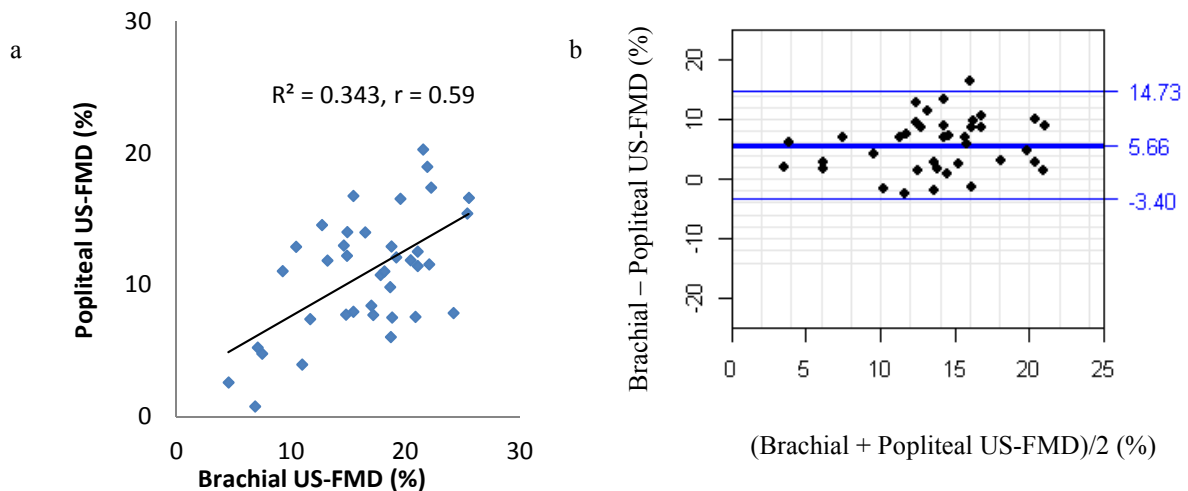 a
30
20
10
0
Popliteal US-FMD (%)
R² = 0.343, r = 0.59
0 10 20 30
Brachial US-FMD (%)
b
Brachial – Popliteal US-FMD (%)
20
10
0
-10
-20
14.73
5.66
-3.40
0 5 10 15 20 25
(Brachial + Popliteal US-FMD)/2 (%)